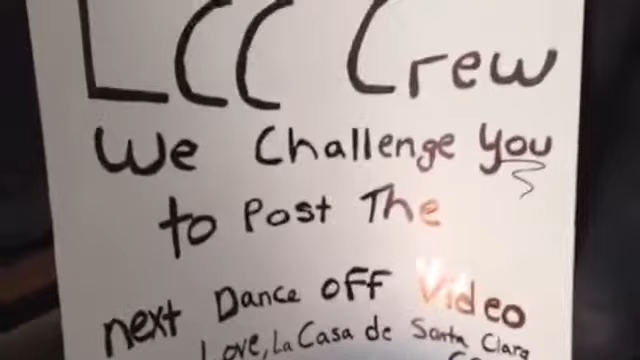 LCC Crew
We Challenge You
to Post The
next Dance off Video
Love, La Casa de Santa Clara